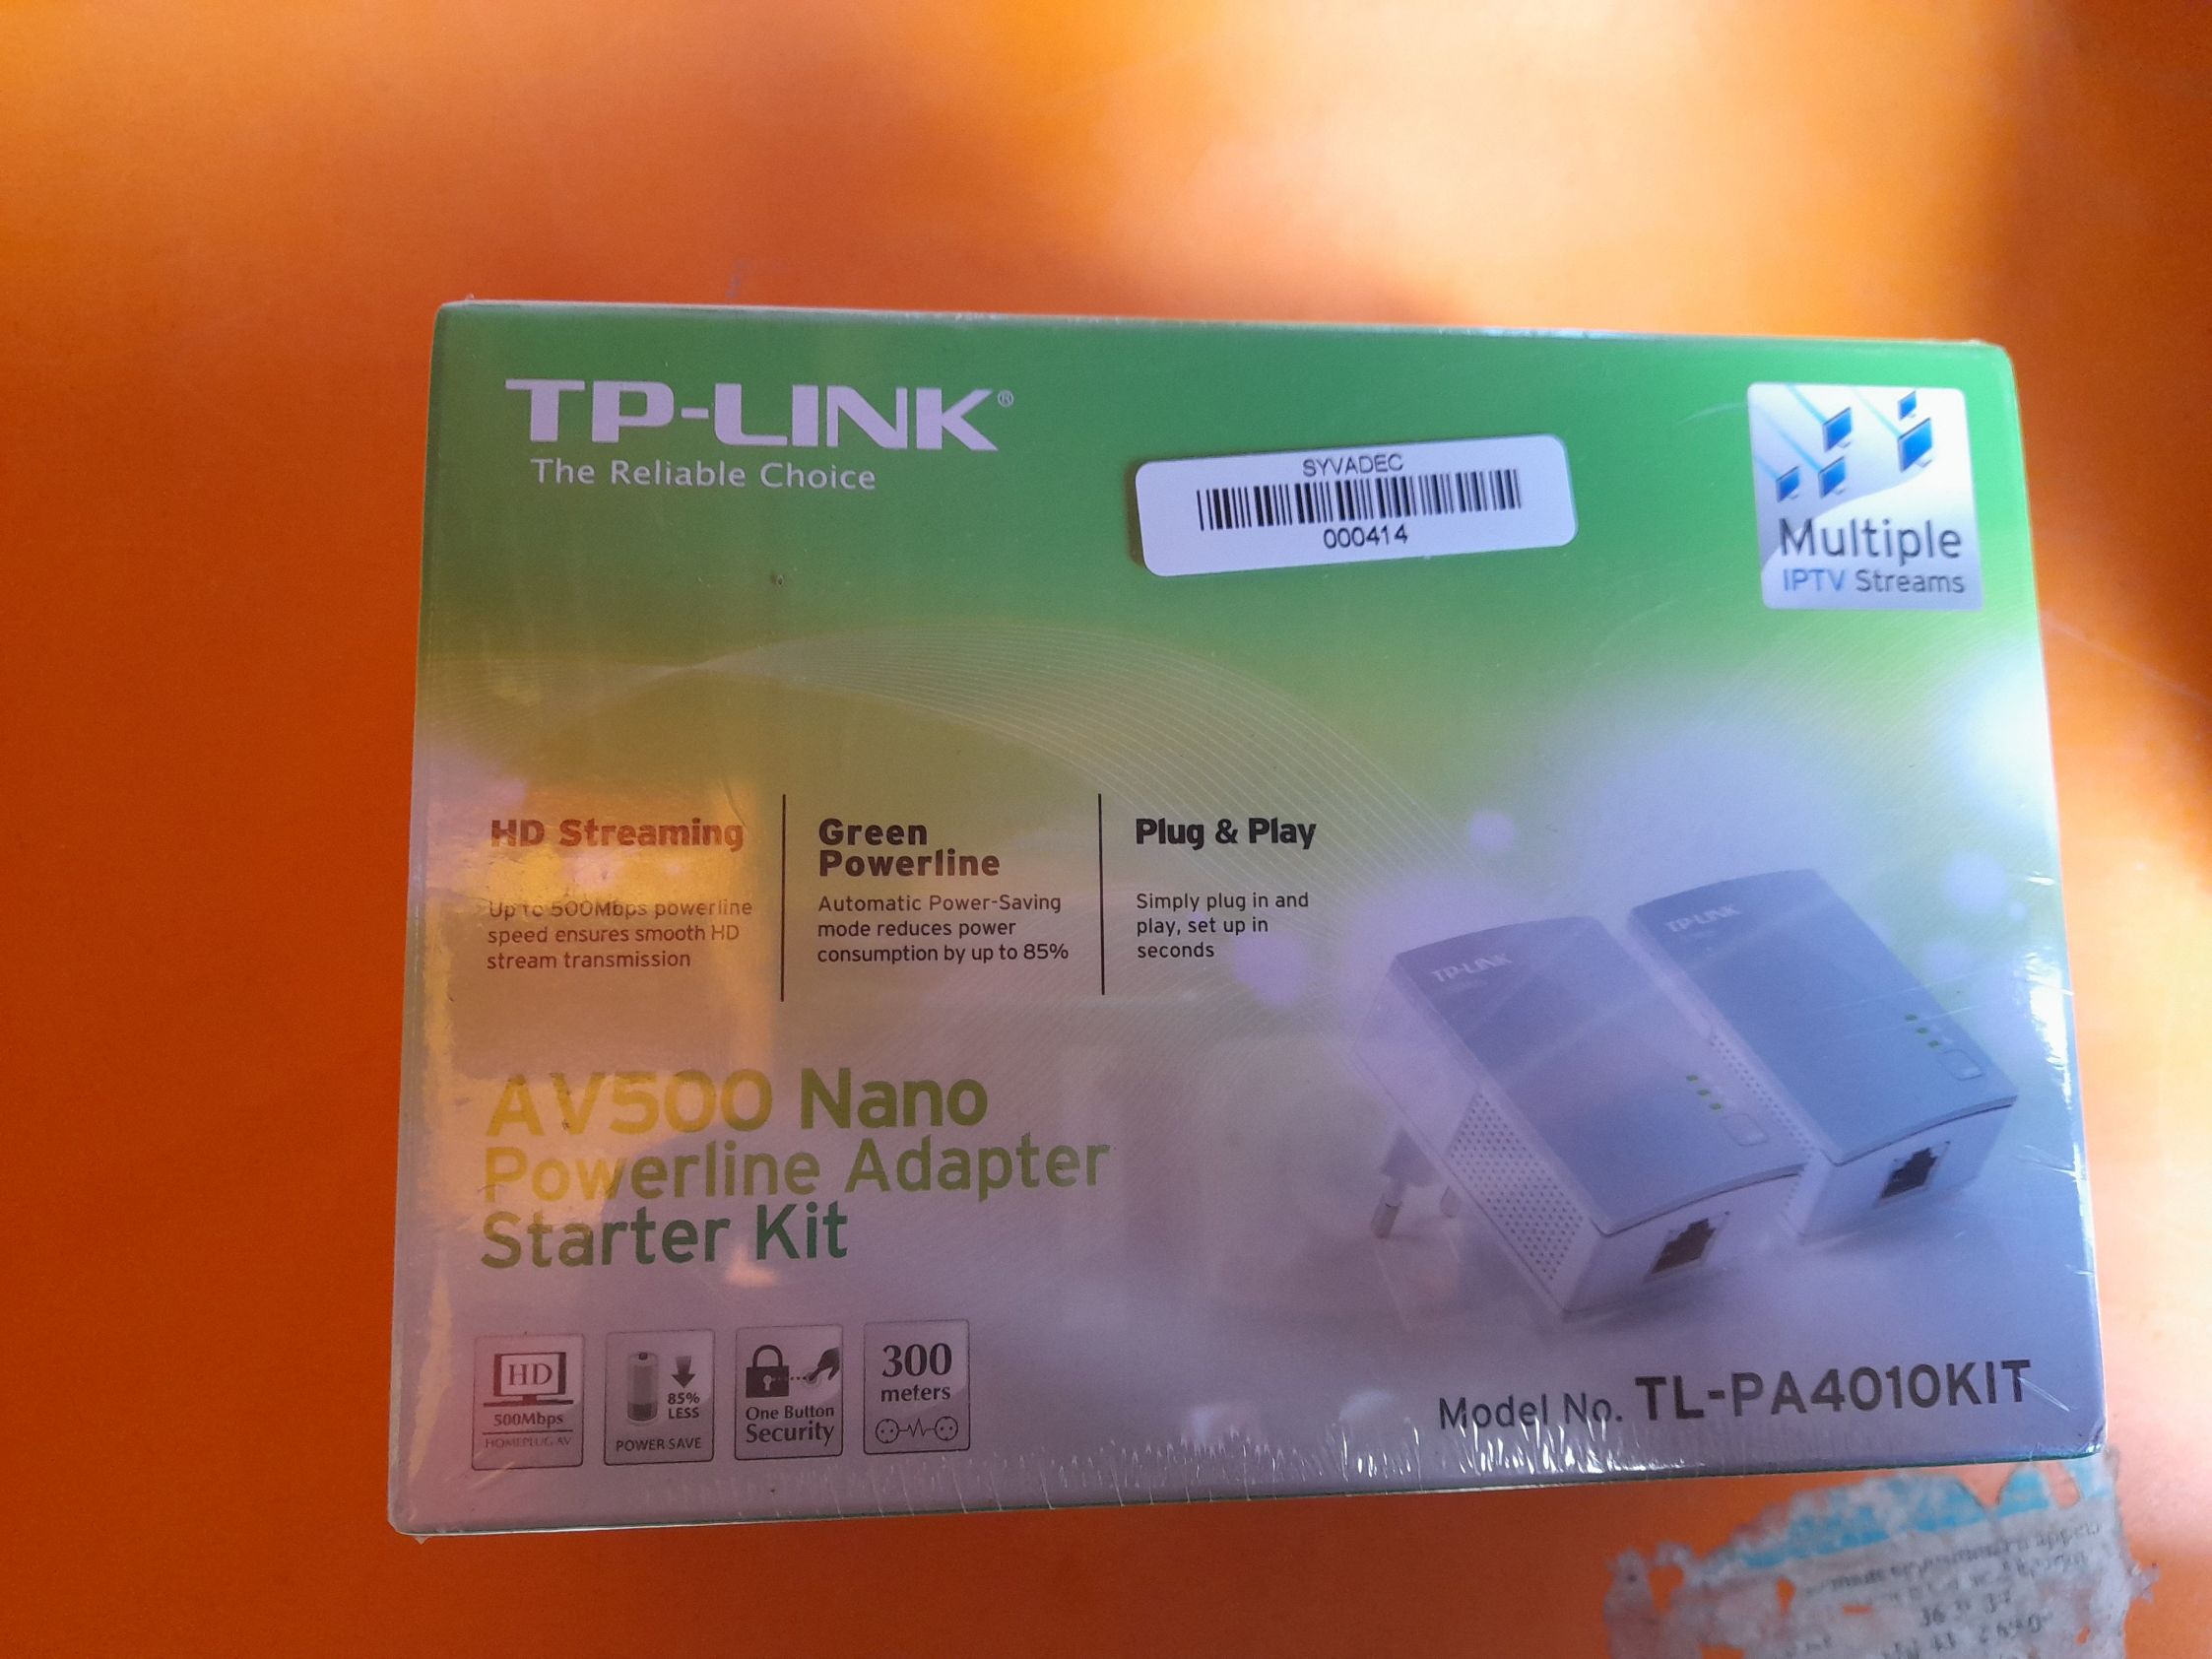 TP-LINK®
The Reliable Choice
SYVADEC
000414
Multiple
IPTV Streams
HD Streaming
Up to 500Mbps powerline
speed ensures smooth HD
stream transmission
Green
Powerline
Automatic Power-Saving
mode reduces power
consumption by up to 85%
Plug & Play
Simply plug in and
play, set up in
seconds
TP-LINK
TP-LINK
AV500 Nano
Powerline Adapter
Starter Kit
HD
500Mbps
HOMEPLUG AV
85%
LESS
POWER SAVE
One Button
Security
300
meters
Model No. TL-PA4010KIT